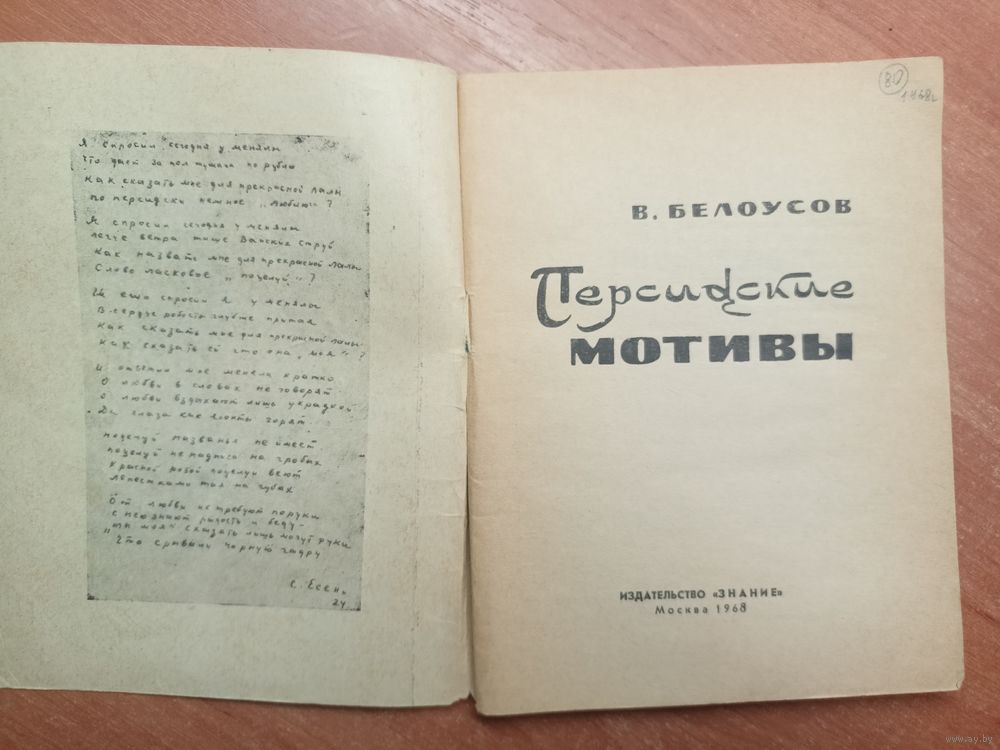 Я спросил сегодня у менялы
Что дает за пол тумана по рублю
Как сказать мне для прекрасной Лалы
по персидски нежное „люблю“?
Я спросил сегодня у менялы
легче ветра тише Ванских струй
Как назвать мне для прекрасной Лалы
Слово ласковое „поцелуй“?
И еще спросил я у менялы
В сердце робость глубже притая
Как сказать мне для прекрасной Лалы
Как сказать ей что она „моя“?
И ответил мне меняла кратко
О любви в словах не говорят
О любви вздыхают лишь украдкой
Да глаза как яхонты горят.
поцелуй названья не имеет
поцелуй не надпись на гробах
Красной розой поцелуи веют
лепестками тая на губах
От любви не требуют поруки
С нею знают радость и беду.
„ты моя“ сказать лишь могут руки
Что срывали чорную чадру
С. Есен
24
80
1968г
В. БЕЛОУСОВ
Персидские
МОТИВЫ
ИЗДАТЕЛЬСТВО «ЗНАНИЕ»
Москва 1968
www.ay.by